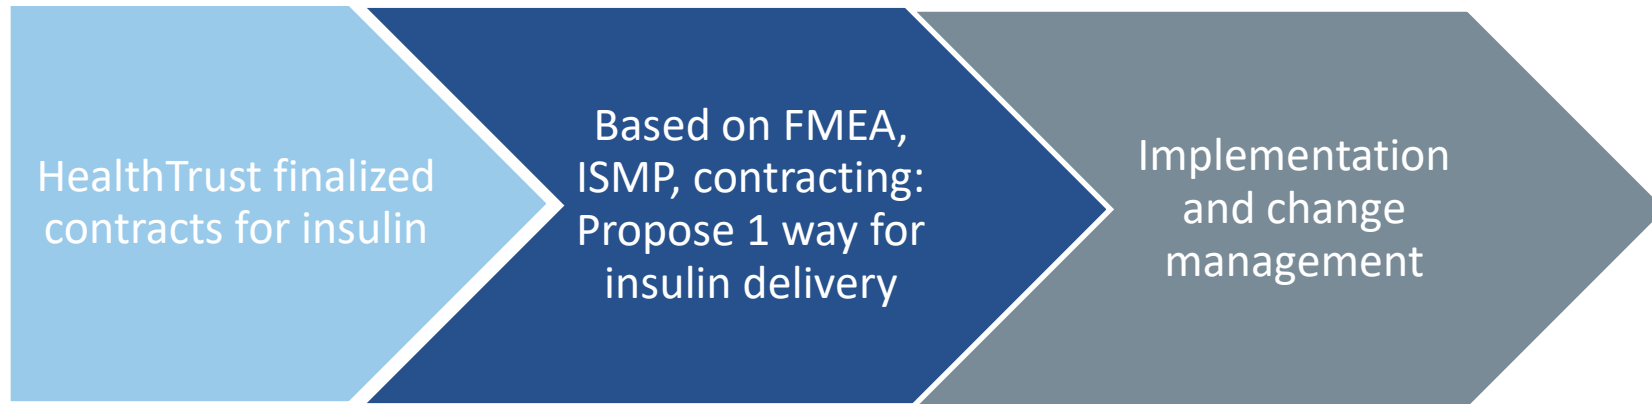 HealthTrust finalized
contracts for insulin
Based on FMEA,
ISMP, contracting:
Propose 1 way for
insulin delivery
Implementation
and change
management